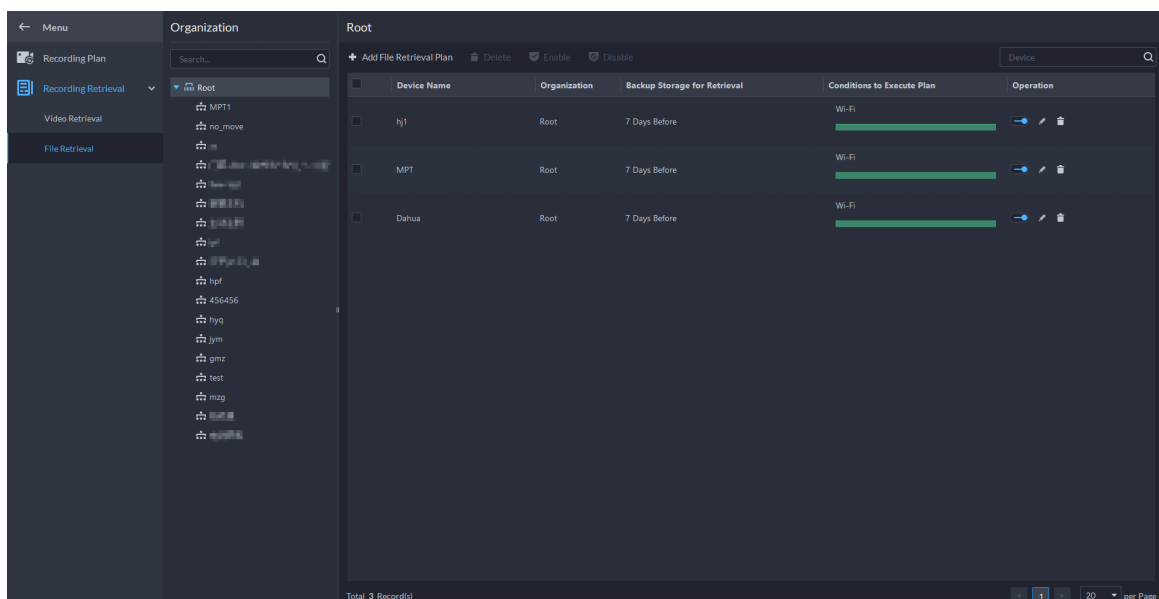 Menu
Recording Plan
Recording Retrieval
Video Retrieval
File Retrieval
Organization
Search...
Root
MPT1
no_move
hpf
456456
hyq
jym
gmz
test
mzg
Root
Add File Retrieval Plan Delete Enable Disable Device
Device Name Organization Backup Storage for Retrieval Conditions to Execute Plan Operation
Wi-Fi
hj1 Root 7 Days Before
Wi-Fi
MPT Root 7 Days Before
Wi-Fi
Dahua Root 7 Days Before
Total 3 Record(s) 1 20 per Page